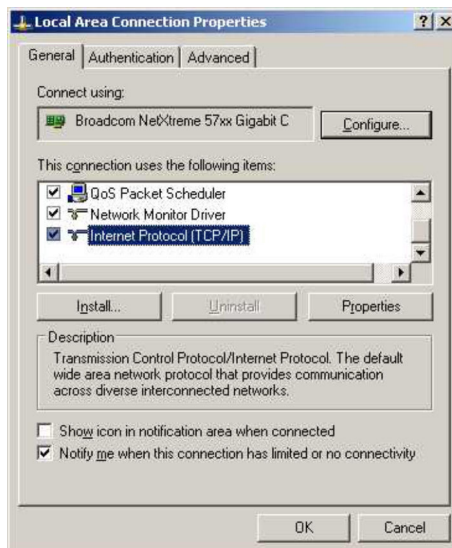 Local Area Connection Properties
General Authentication Advanced
Connect using:
Broadcom NetXtreme 57xx Gigabit C
Configure...
This connection uses the following items:
QoS Packet Scheduler
Network Monitor Driver
Internet Protocol (TCP/IP)
Install... Uninstall Properties
Description
Transmission Control Protocol/Internet Protocol. The default
wide area network protocol that provides communication
across diverse interconnected networks.
Show icon in notification area when connected
Notify me when this connection has limited or no connectivity
OK Cancel